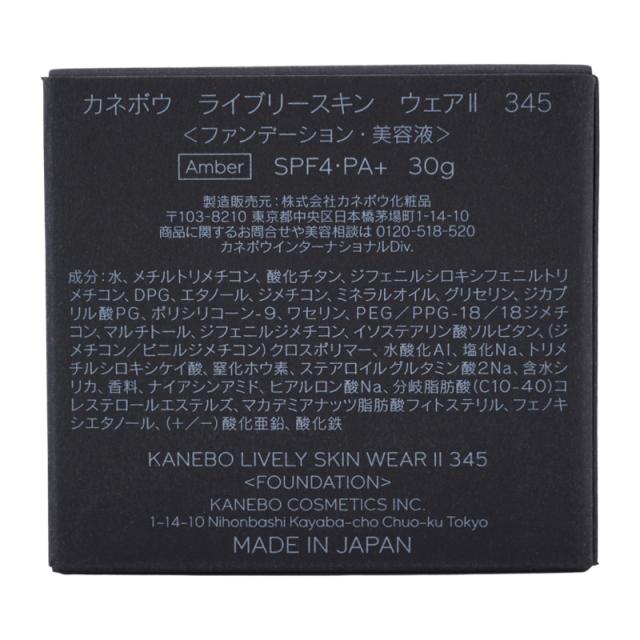 カネボウ ライブリースキン ウェアⅡ 345
<ファンデーション・美容液>
Amber SPF4・PA+ 30g
製造販売元：株式会社カネボウ化粧品
〒103-8210 東京都中央区日本橋茅場町1-14-10
商品に関するお問合せや美容相談は 0120-518-520
カネボウインターナショナルDiv.
成分：水、メチルトリメチコン、酸化チタン、ジフェニルシロキシフェニルトリ
メチコン、DPG、エタノール、ジメチコン、ミネラルオイル、グリセリン、ジカプ
リル酸PG、ポリシリコーン-9、ワセリン、PEG／PPG-18／18ジメチ
コン、マルチトール、ジフェニルジメチコン、イソステアリン酸ソルビタン、(ジ
メチコン/ビニルジメチコン)クロスポリマー、水酸化Al、塩化Na、トリメ
チルシロキシケイ酸、窒化ホウ素、ステアロイルグルタミン酸2Na、含水シ
リカ、香料、ナイアシンアミド、ヒアルロン酸Na、分岐脂肪酸(C10-40)コ
レステロールエステルズ、マカデミアナッツ脂肪酸フィトステリル、フェノキ
シエタノール、(+/−)酸化亜鉛、酸化鉄
KANEBO LIVELY SKIN WEAR II 345
<FOUNDATION>
KANEBO COSMETICS INC.
1-14-10 Nihonbashi Kayaba-cho Chuo-ku Tokyo
MADE IN JAPAN